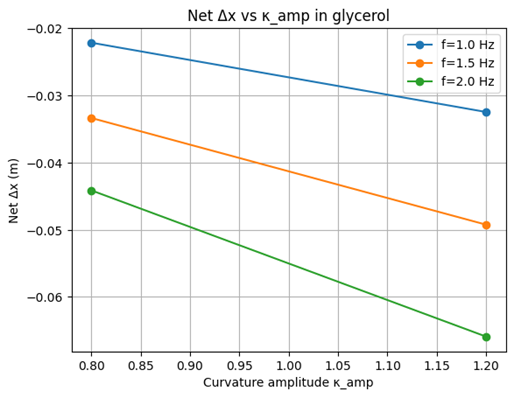 Net Δx vs κ_amp in glycerol
−0.02
−0.03
−0.04
−0.05
−0.06
Net Δx (m)
f=1.0 Hz
f=1.5 Hz
f=2.0 Hz
0.80 0.85 0.90 0.95 1.00 1.05 1.10 1.15 1.20
Curvature amplitude κ_amp